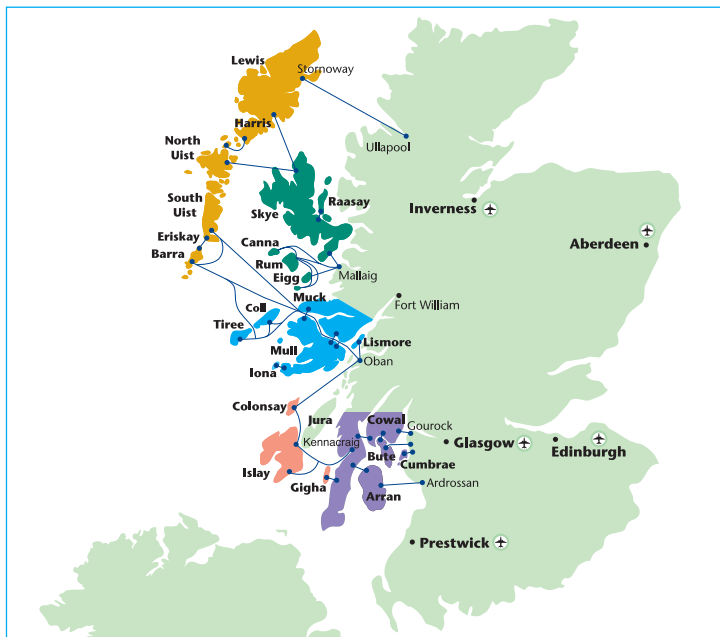 Lewis
Stornoway
Harris
Ullapool
North
Uist
Raasay
South
Uist
Skye
Inverness
Eriskay
Canna
Aberdeen
Barra
Rum
Mallaig
Eigg
Muck
Fort William
Coll
Tiree
Mull
Lismore
Oban
Iona
Colonsay
Jura
Cowal
Gourock
Kennacraig
Glasgow
Edinburgh
Bute
Cumbrae
Islay
Gigha
Arran
Ardrossan
Prestwick